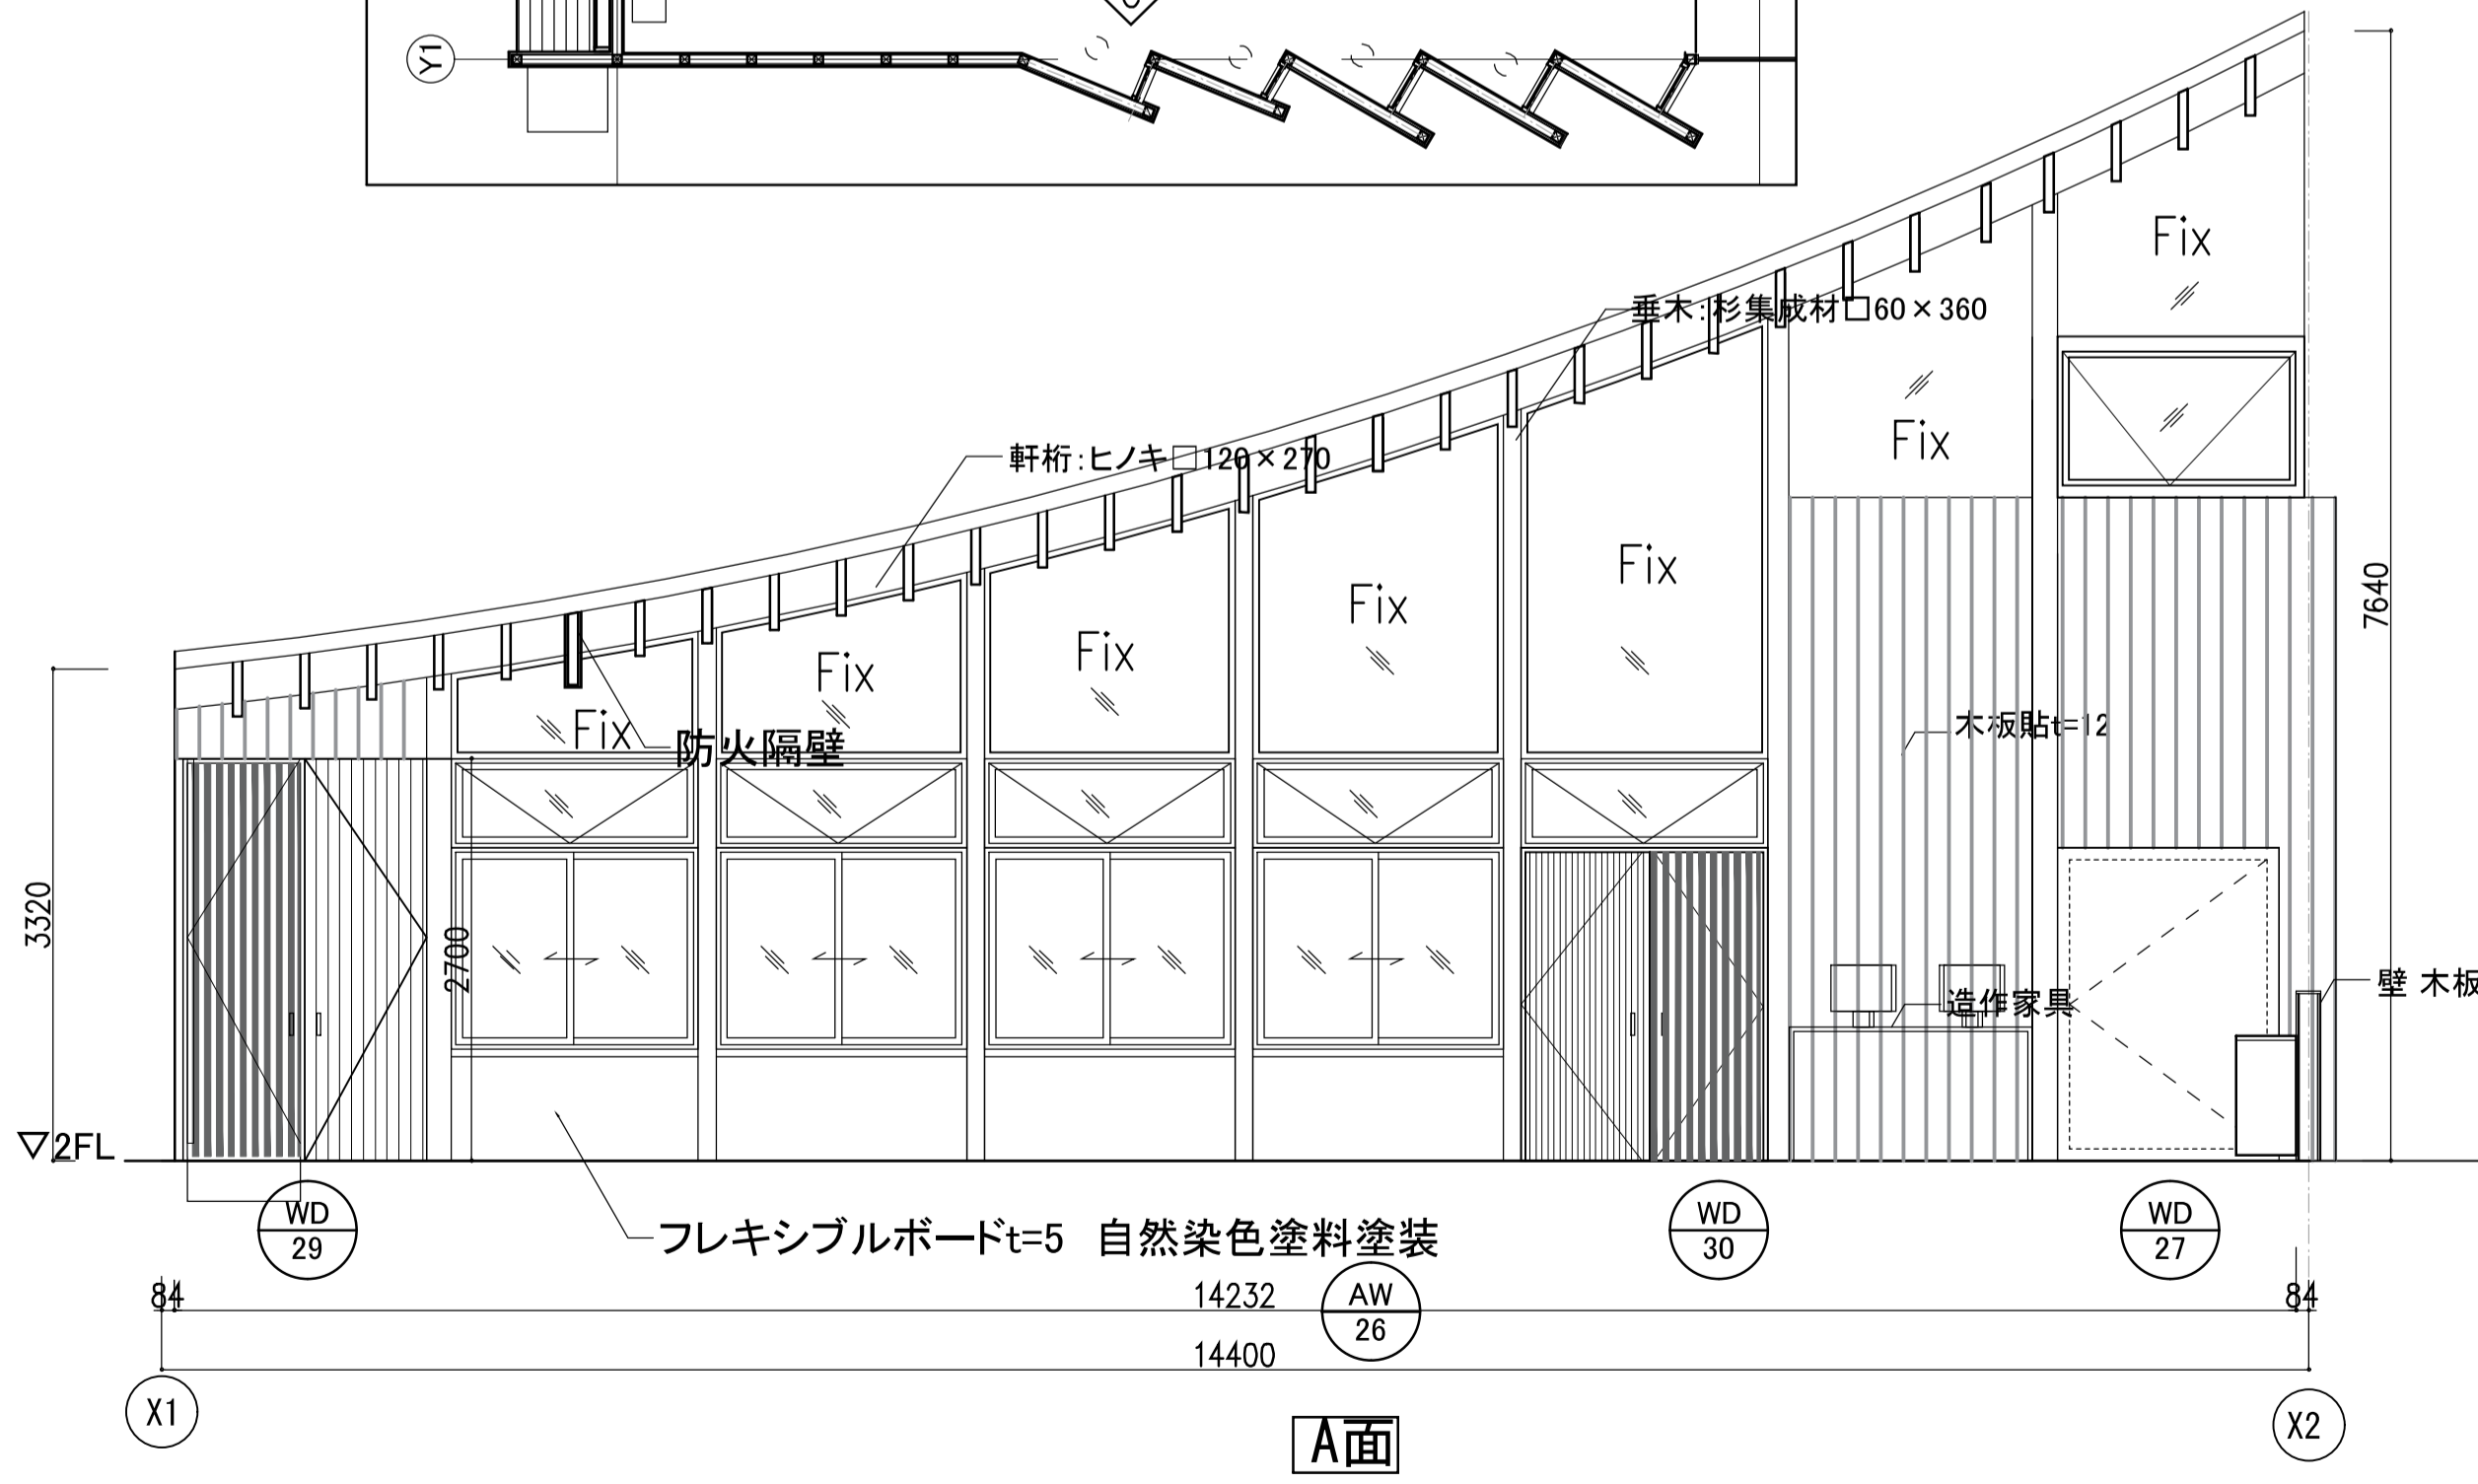 Y1
Fix
垂木:杉集成材□60×360
Fix
軒桁:ヒノキ□120×270
Fix
Fix
7640
Fix
Fix
Fix
防火隔壁
木板貼t=12
3320
2700
造作家具
壁 木板
▽2FL
WD
29
フレキシブルボードt=5 自然染色塗料塗装
WD
30
WD
27
84
14232
84
AW
26
14400
X1
X2
A面